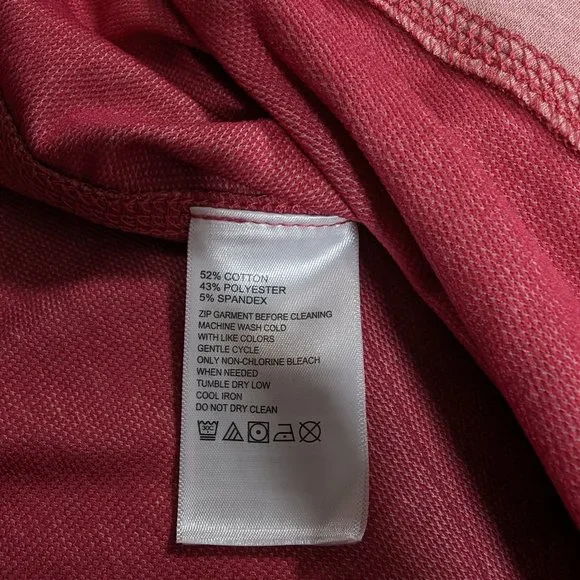 52% COTTON
43% POLYESTER
5% SPANDEX
ZIP GARMENT BEFORE CLEANING
MACHINE WASH COLD
WITH LIKE COLORS
GENTLE CYCLE
ONLY NON-CHLORINE BLEACH
WHEN NEEDED
TUMBLE DRY LOW
COOL IRON
DO NOT DRY CLEAN
30C